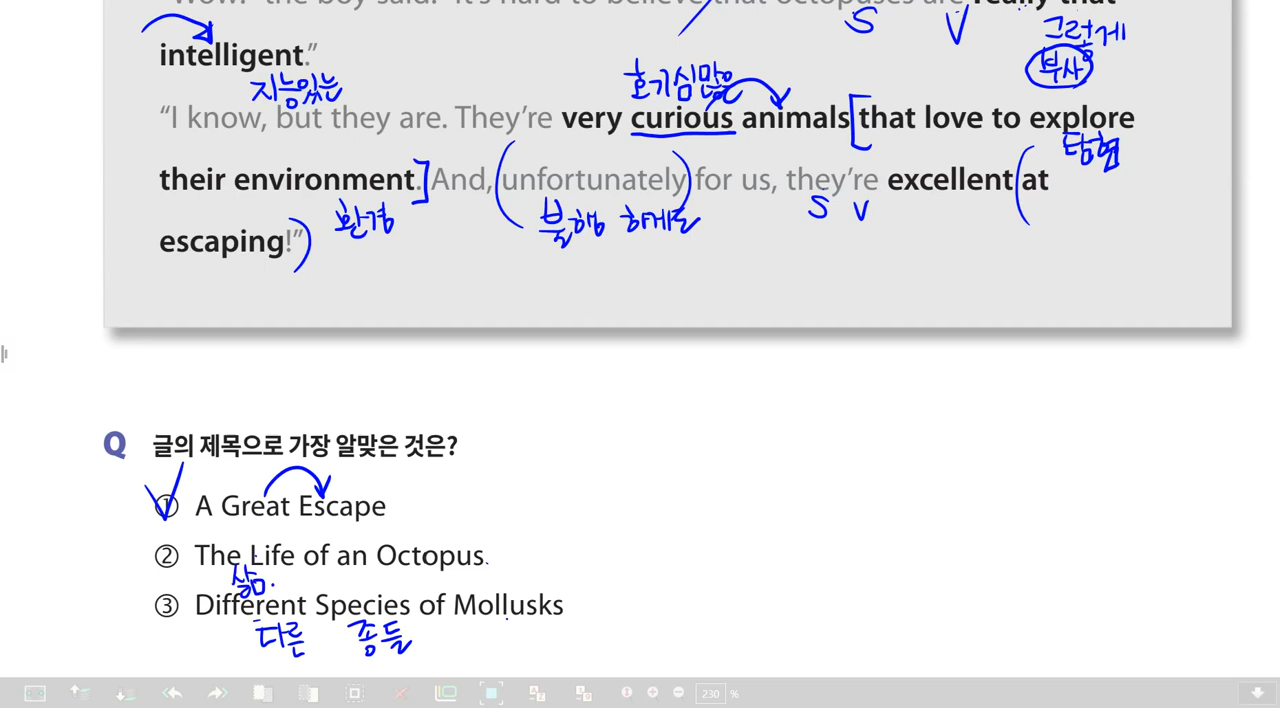 "Wow!" the boy said. "It's hard to believe that octopuses are really that
S V 그렇게
부사
intelligent."
지능있는
호기심많은
"I know, but they are. They're very curious animals that love to explore
탐험
their environment. And, unfortunately for us, they're excellent at
환경
불행하게도
S V
escaping!"
Q 글의 제목으로 가장 알맞은 것은?
① A Great Escape
② The Life of an Octopus
삶
③ Different Species of Mollusks
다른 종들
230 %